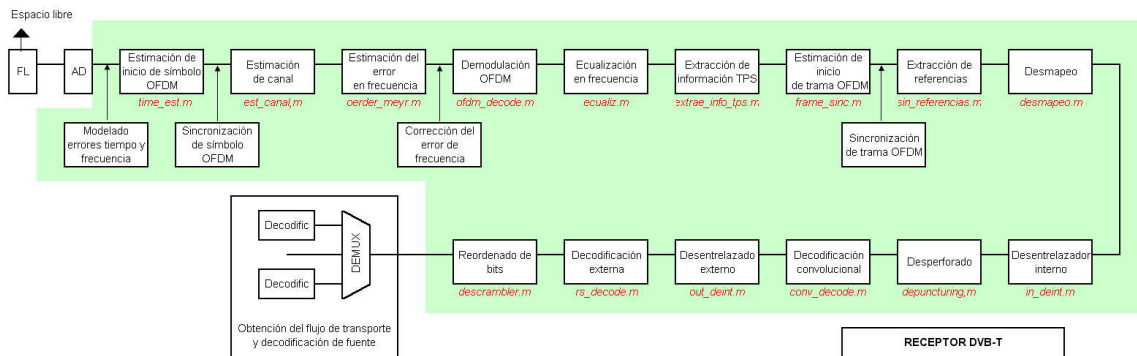 Espacio libre
FL
AD
Estimación de
inicio de símbolo
OFDM
time_est.m
Estimación
de canal
est_canal,m
Estimación del
error
en frecuencia
oerder_meyr.m
Demodulación
OFDM
ofdm_decode.m
Ecualización
en frecuencia
ecualiz.m
Extracción de
información TPS
extrae_info_tps.m
Estimación de
inicio
de trama OFDM
frame_sinc.m
Extracción de
referencias
sin_referencias.m
Desmapeo
desmapeo.m
Modelado
errores tiempo y
frecuencia
Sincronización
de símbolo
OFDM
Corrección del
error de
frecuencia
Sincronización
de trama OFDM
Decodific
Decodific
DEMUX
Obtención del flujo de transporte
y decodificación de fuente
Reordenado de
bits
descrambler.m
Decodificación
externa
rs_decode.m
Desentrelazado
externo
out_deint.m
Decodificación
convolucional
conv_decode.m
Desperforado
depuncturing,m
Desentrelazador
interno
in_deint.m
RECEPTOR DVB-T